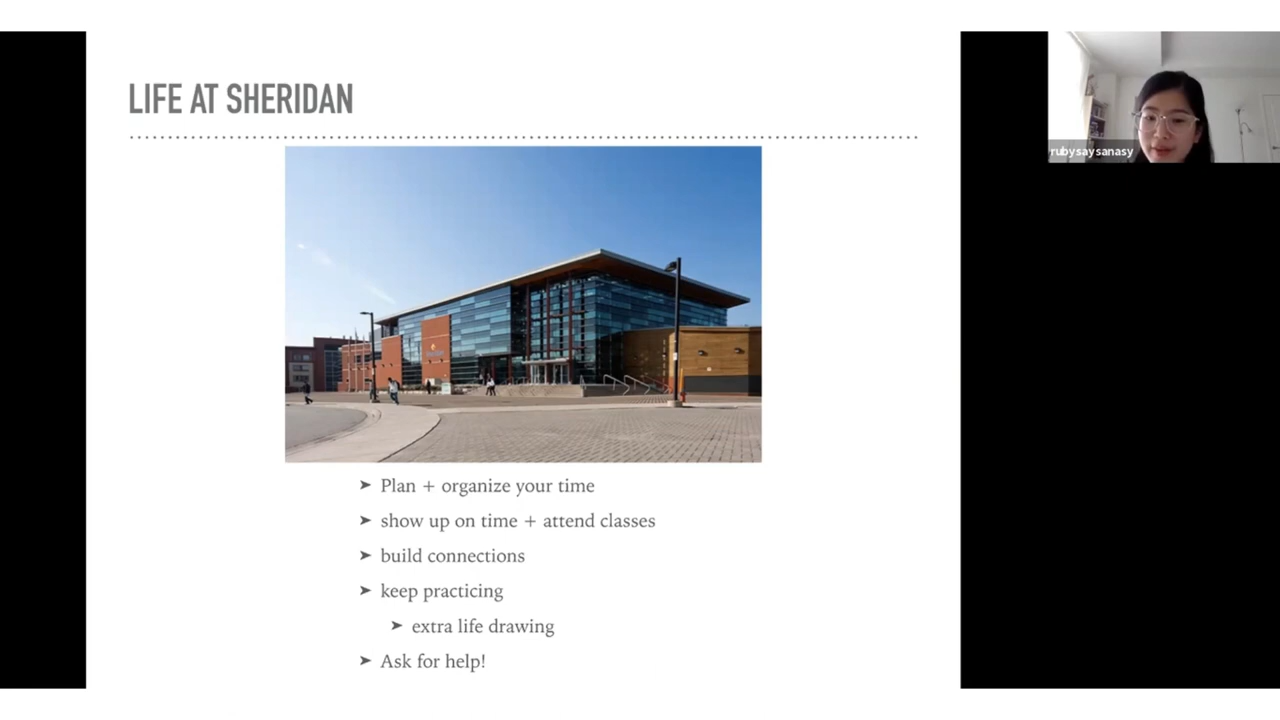 LIFE AT SHERIDAN
rubysaysanasy
➤ Plan + organize your time
➤ show up on time + attend classes
➤ build connections
➤ keep practicing
➤ extra life drawing
➤ Ask for help!